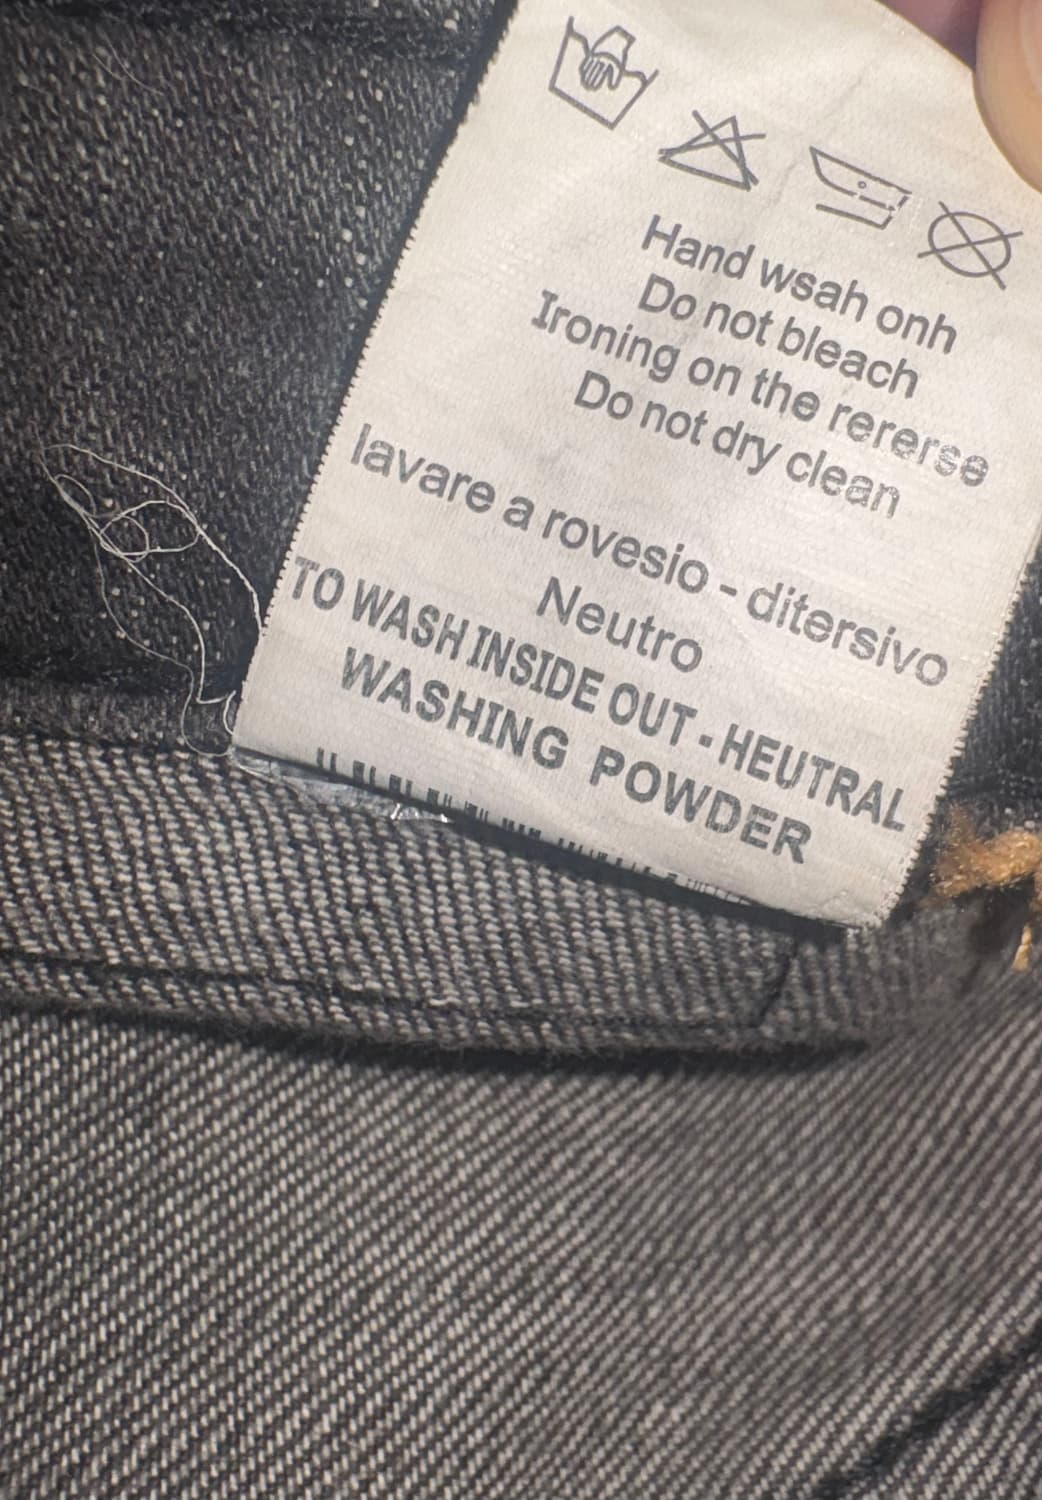 Hand wsah onh
Do not bleach
Ironing on the rererse
Do not dry clean
lavare a rovesio - ditersivo
Neutro
TO WASH INSIDE OUT - HEUTRAL
WASHING POWDER